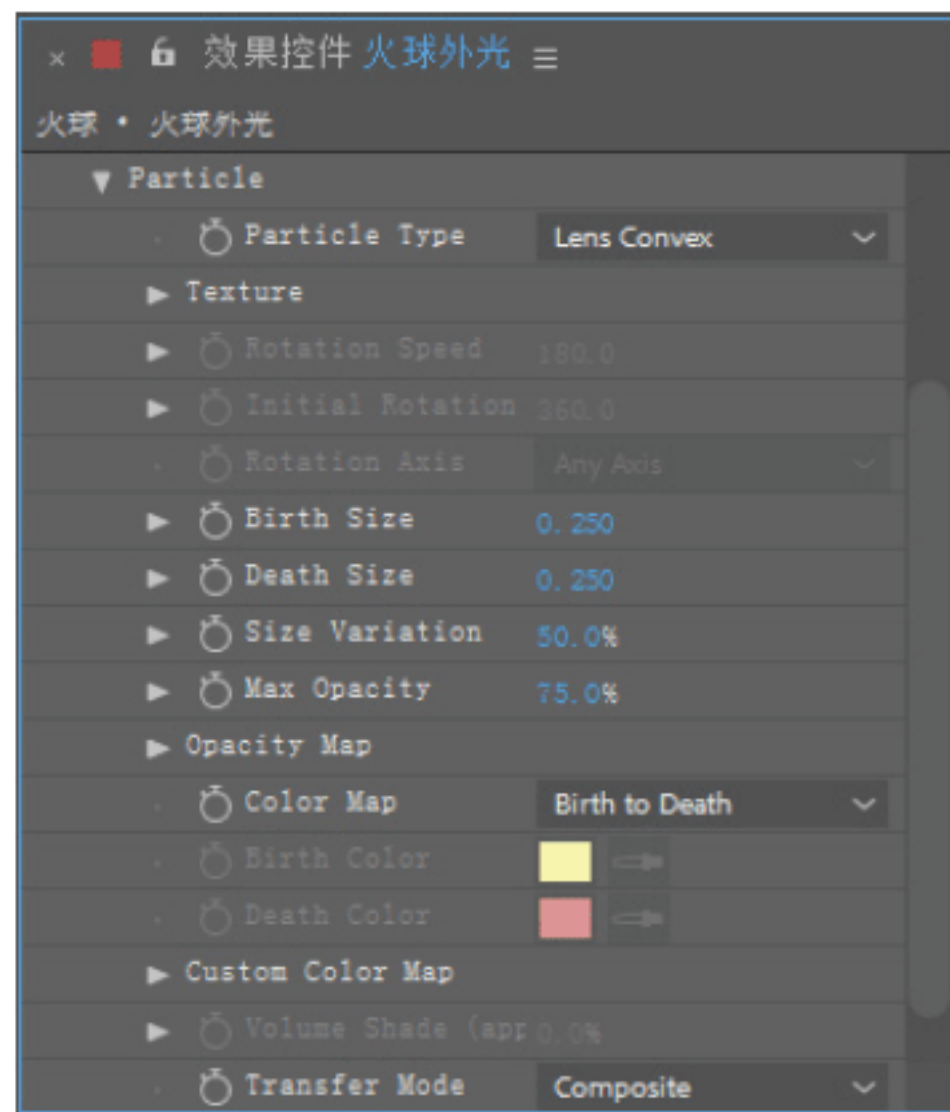 效果控件 火球外光
火球 • 火球外光
Particle
Particle Type Lens Convex
Texture
Rotation Speed 180.0
Initial Rotation 360.0
Rotation Axis Any Axis
Birth Size 0.250
Death Size 0.250
Size Variation 50.0%
Max Opacity 75.0%
Opacity Map
Color Map Birth to Death
Birth Color
Death Color
Custom Color Map
Volume Shade (app 0.0%
Transfer Mode Composite